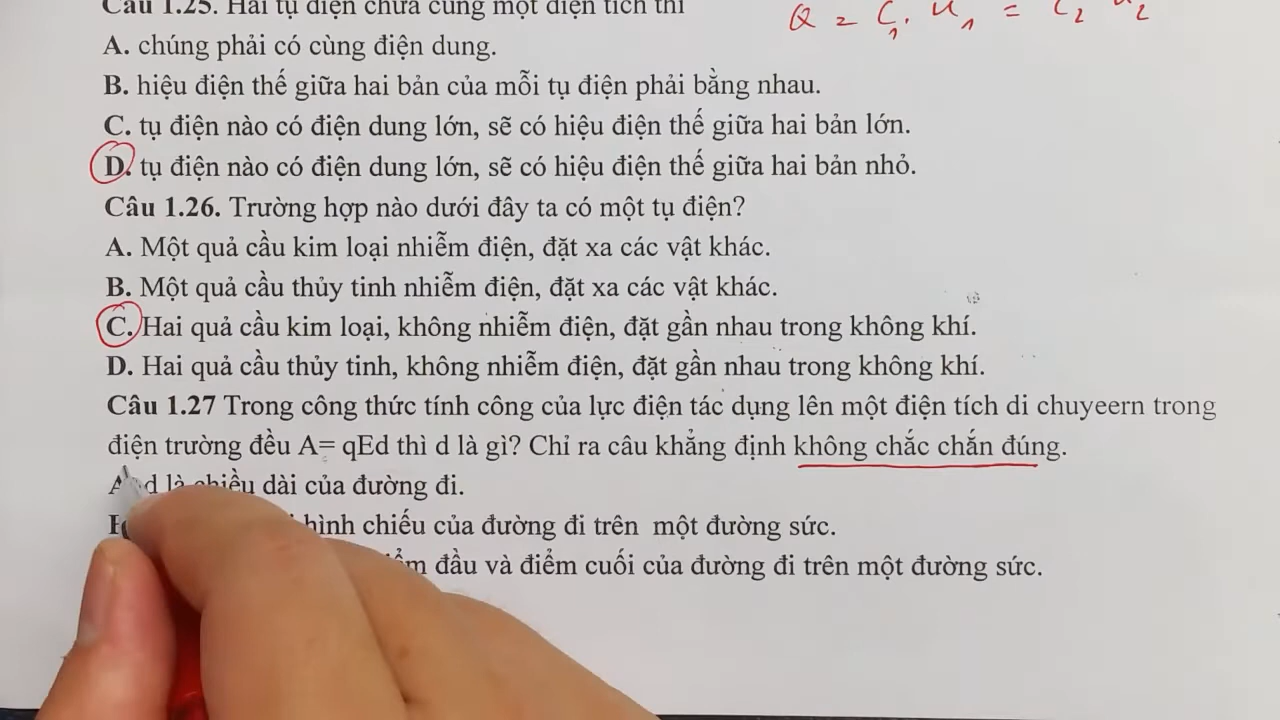 Câu 1.25. Hai tụ điện chứa cùng một điện tích thì
Q = C₁ U₁ = C₂ U₂
A. chúng phải có cùng điện dung.
B. hiệu điện thế giữa hai bản của mỗi tụ điện phải bằng nhau.
C. tụ điện nào có điện dung lớn, sẽ có hiệu điện thế giữa hai bản lớn.
D. tụ điện nào có điện dung lớn, sẽ có hiệu điện thế giữa hai bản nhỏ.
Câu 1.26. Trường hợp nào dưới đây ta có một tụ điện?
A. Một quả cầu kim loại nhiễm điện, đặt xa các vật khác.
B. Một quả cầu thủy tinh nhiễm điện, đặt xa các vật khác.
C. Hai quả cầu kim loại, không nhiễm điện, đặt gần nhau trong không khí.
D. Hai quả cầu thủy tinh, không nhiễm điện, đặt gần nhau trong không khí.
Câu 1.27 Trong công thức tính công của lực điện tác dụng lên một điện tích di chuyeern trong
điện trường đều A= qEd thì d là gì? Chỉ ra câu khẳng định không chắc chắn đúng.
d là chiều dài của đường đi.
hình chiếu của đường đi trên một đường sức.
đầu và điểm cuối của đường đi trên một đường sức.